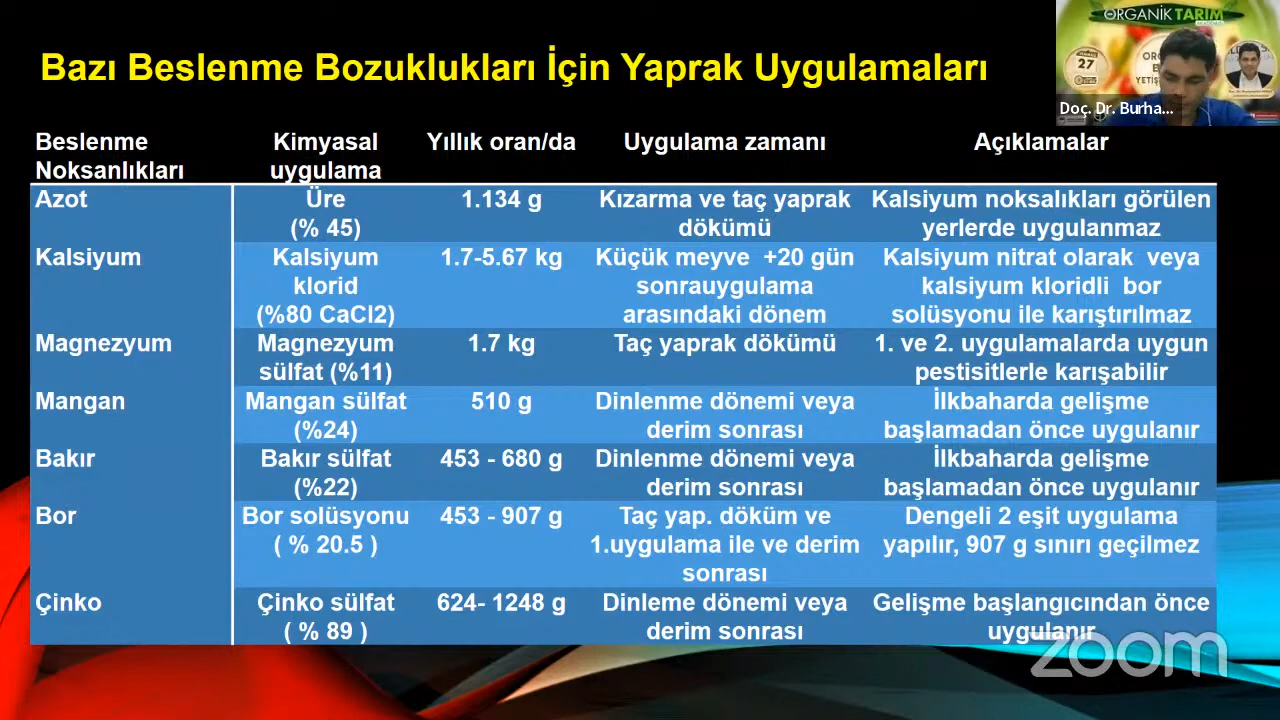 ORGANİK TARIM
27
Doç. Dr. Burha...
Bazı Beslenme Bozuklukları İçin Yaprak Uygulamaları
Beslenme Noksanlıkları Kimyasal uygulama Yıllık oran/da Uygulama zamanı Açıklamalar
Azot Üre 1.134 g Kızarma ve taç yaprak Kalsiyum noksalıkları görülen
(% 45) dökümü yerlerde uygulanmaz
Kalsiyum Kalsiyum 1.7-5.67 kg Küçük meyve +20 gün Kalsiyum nitrat olarak veya
klorid sonrauygulama kalsiyum kloridli bor
(%80 CaCl2) arasındaki dönem solüsyonu ile karıştırılmaz
Magnezyum Magnezyum 1.7 kg Taç yaprak dökümü 1. ve 2. uygulamalarda uygun
sülfat (%11) pestisitlerle karışabilir
Mangan Mangan sülfat 510 g Dinlenme dönemi veya İlkbaharda gelişme
(%24) derim sonrası başlamadan önce uygulanır
Bakır Bakır sülfat 453 - 680 g Dinlenme dönemi veya İlkbaharda gelişme
(%22) derim sonrası başlamadan önce uygulanır
Bor Bor solüsyonu 453 - 907 g Taç yap. döküm ve Dengeli 2 eşit uygulama
( % 20.5 ) 1.uygulama ile ve derim yapılır, 907 g sınırı geçilmez
sonrası
Çinko Çinko sülfat 624- 1248 g Dinleme dönemi veya Gelişme başlangıcından önce
( % 89 ) derim sonrası uygulanır
zoom